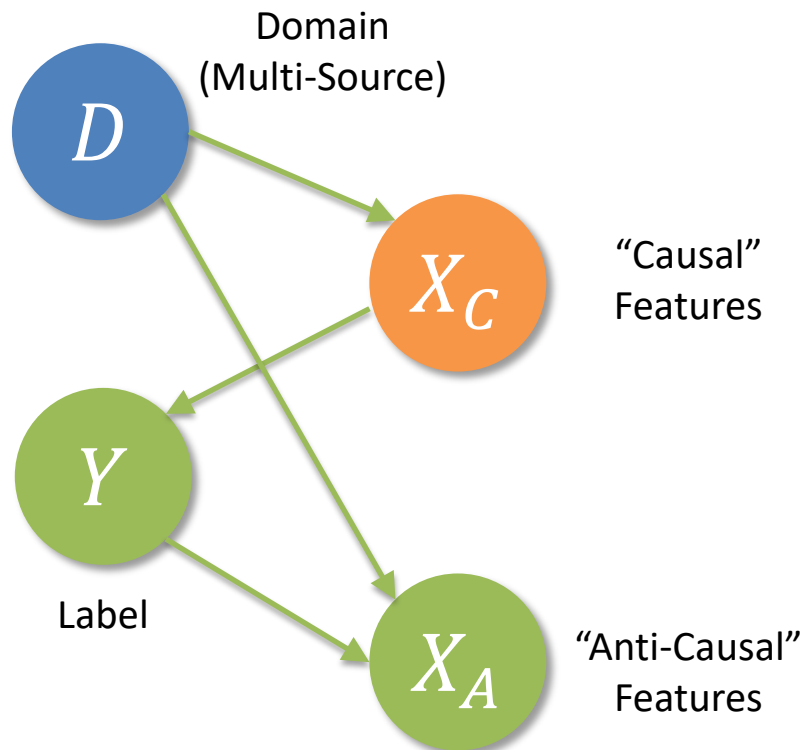 Domain
(Multi-Source)
D
X_C
“Causal”
Features
Y
Label
X_A
“Anti-Causal”
Features